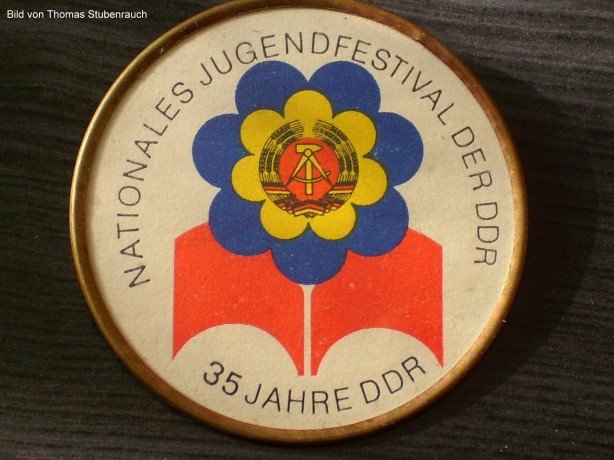 Bild von Thomas Stubenrauch
NATIONALES JUGENDFESTIVAL DER DDR
35 JAHRE DDR